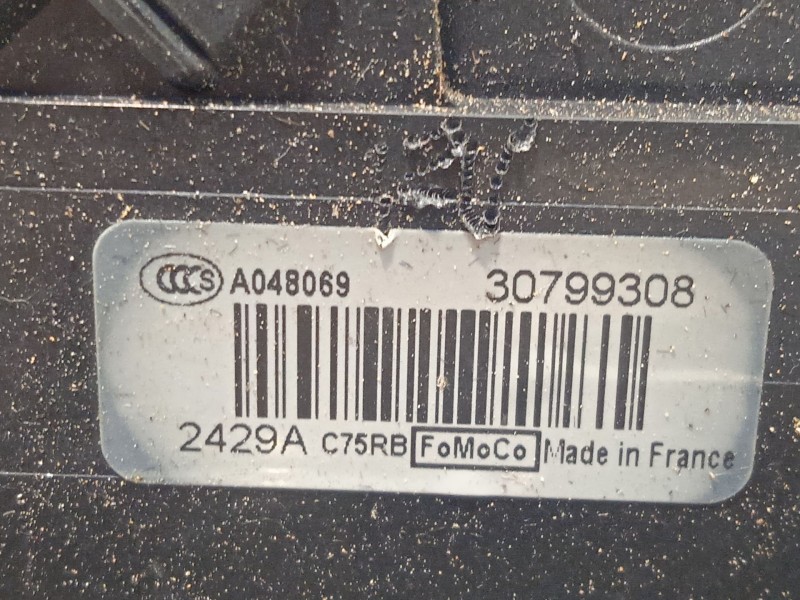 CCC S A048069 30799308
2429A C75RB FoMoCo Made in France